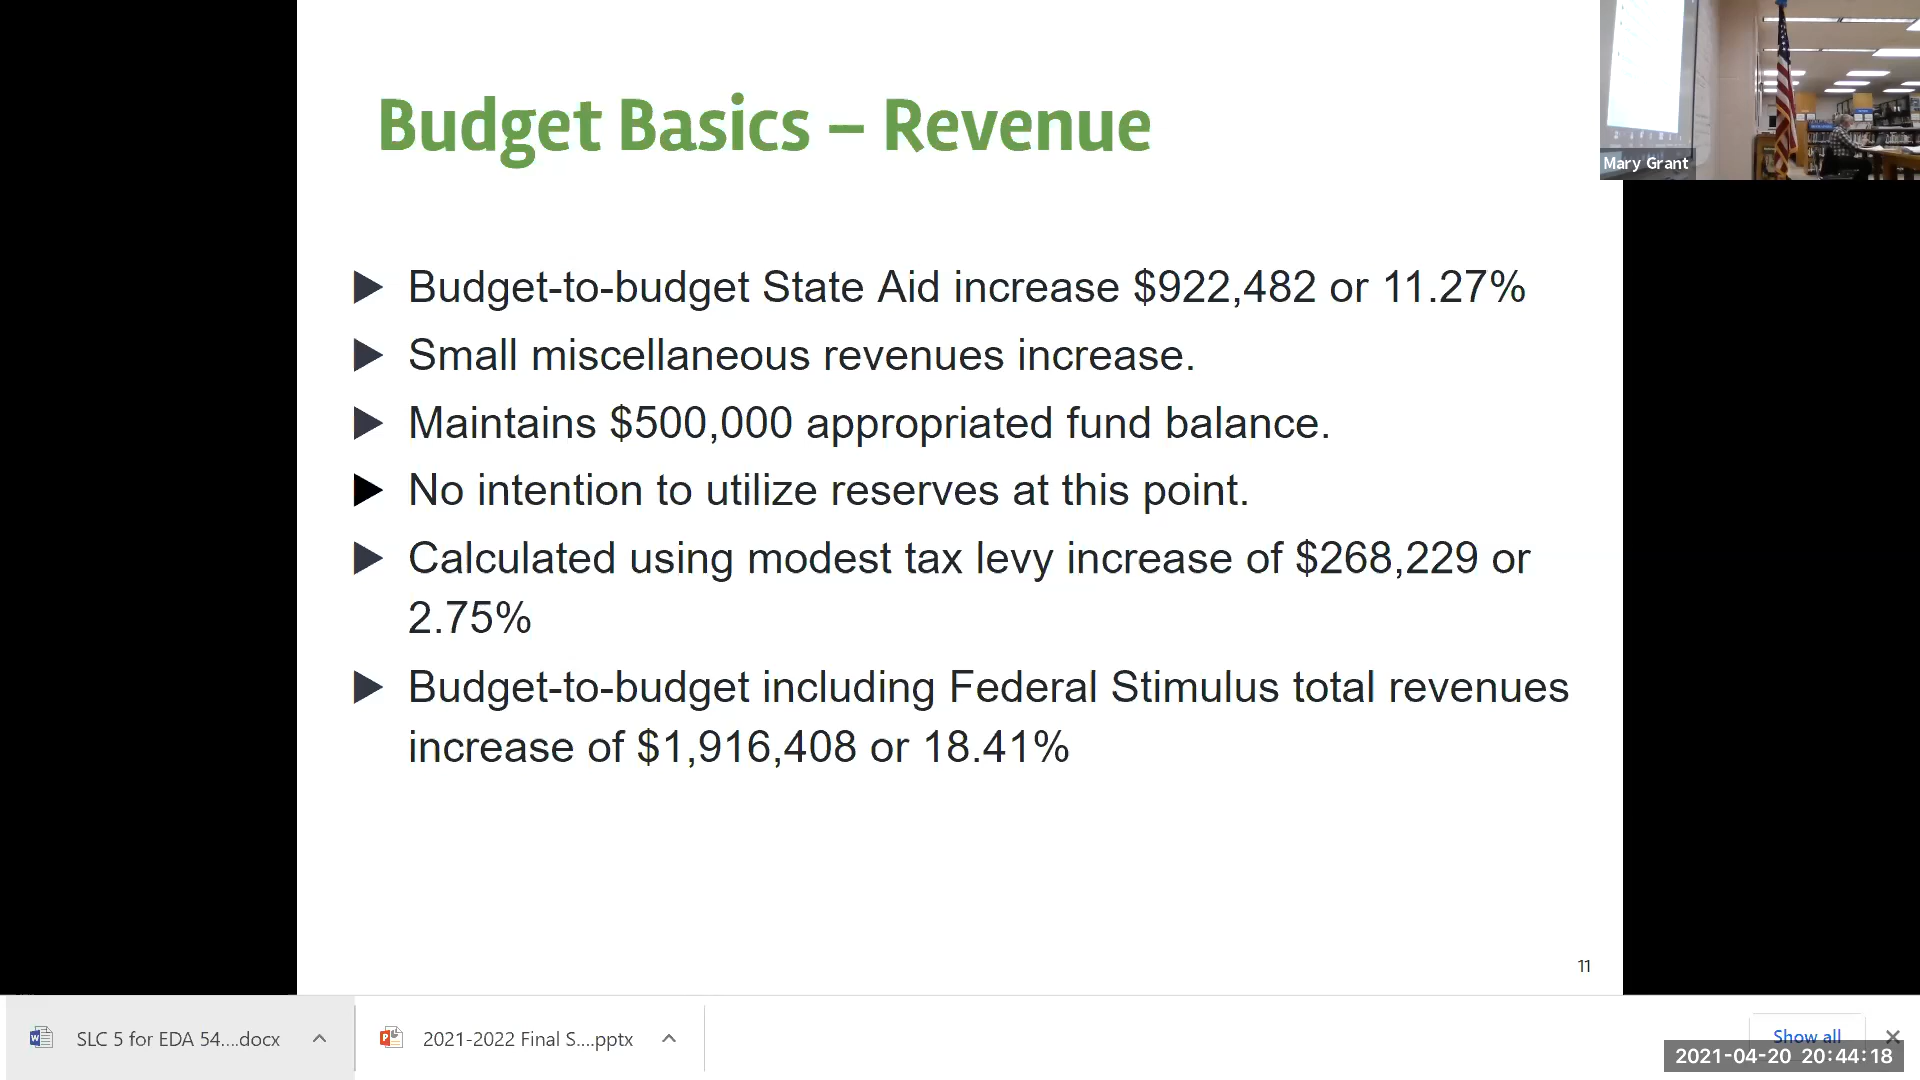 Budget Basics – Revenue
Mary Grant
Budget-to-budget State Aid increase $922,482 or 11.27%
Small miscellaneous revenues increase.
Maintains $500,000 appropriated fund balance.
No intention to utilize reserves at this point.
Calculated using modest tax levy increase of $268,229 or
2.75%
Budget-to-budget including Federal Stimulus total revenues
increase of $1,916,408 or 18.41%
11
SLC 5 for EDA 54....docx
2021-2022 Final S....pptx
Show all
2021-04-20 20:44:18